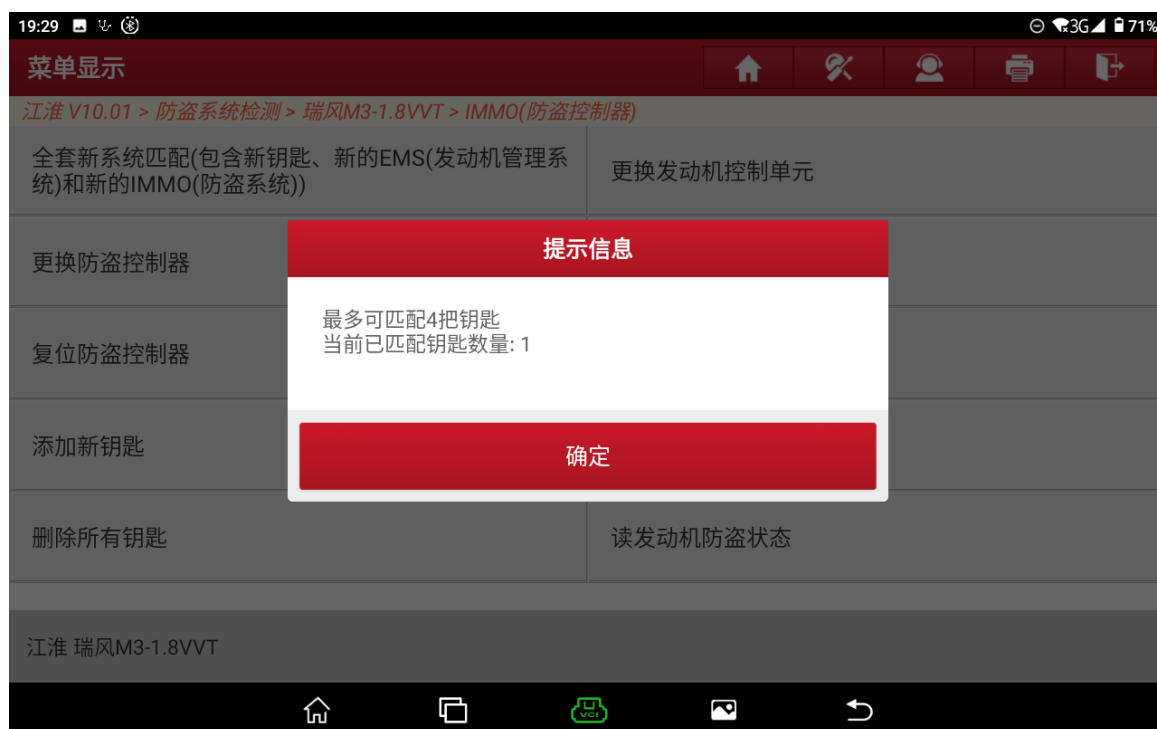 19:29 3G 71%
菜单显示
江淮 V10.01 > 防盗系统检测 > 瑞风M3-1.8VVT > IMMO(防盗控制器)
全套新系统匹配(包含新钥匙、新的EMS(发动机管理系
统)和新的IMMO(防盗系统))
更换发动机控制单元
更换防盗控制器
提示信息
最多可匹配4把钥匙
当前已匹配钥匙数量: 1
复位防盗控制器
添加新钥匙
确定
删除所有钥匙
读发动机防盗状态
江淮 瑞风M3-1.8VVT
VCI